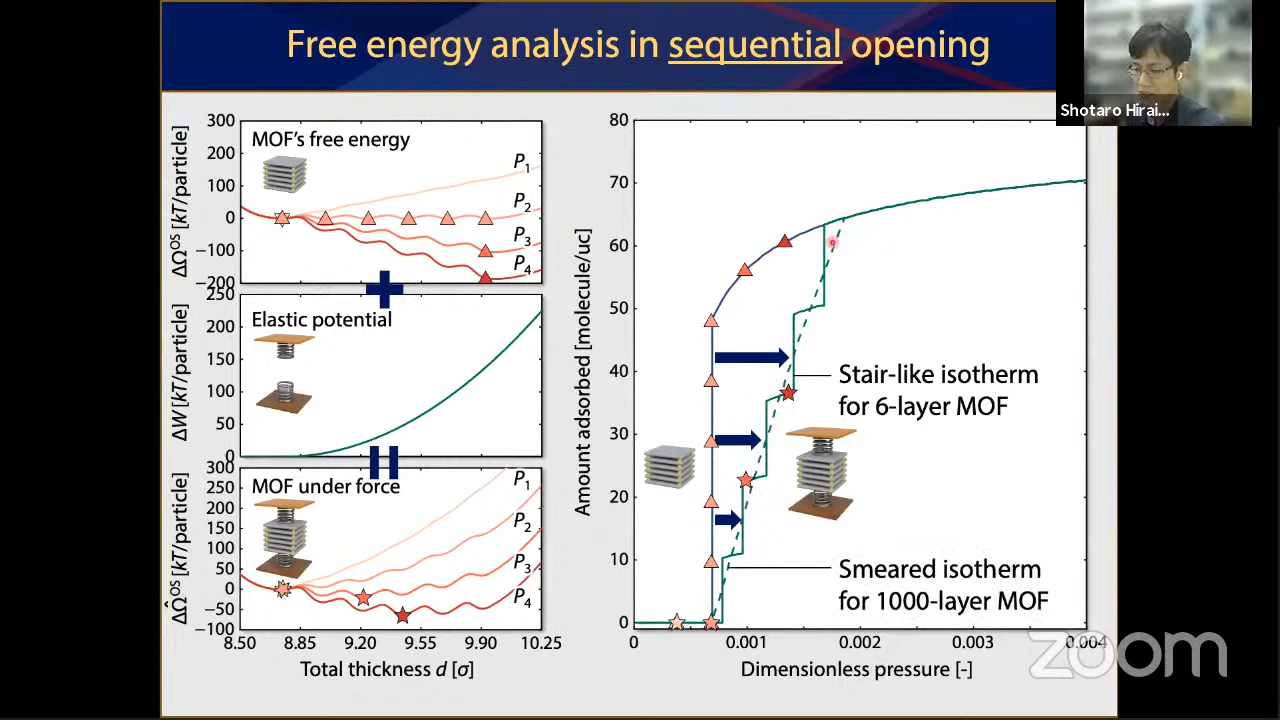 Free energy analysis in sequential opening
Shotaro Hirai...
300
200
100
0
−100
−200
ΔΩ^OS [kT/particle]
MOF's free energy
P1
P2
P3
P4
250
200
150
100
50
0
ΔW [kT/particle]
Elastic potential
300
250
200
150
100
50
0
−50
−100
ΔΩ̂^OS [kT/particle]
MOF under force
P1
P2
P3
P4
8.50 8.85 9.20 9.55 9.90 10.25
Total thickness d [σ]
80
70
60
50
40
30
20
10
0
Amount adsorbed [molecule/uc]
Stair-like isotherm
for 6-layer MOF
Smeared isotherm
for 1000-layer MOF
0 0.001 0.002 0.003 0.004
Dimensionless pressure [-]
zoom